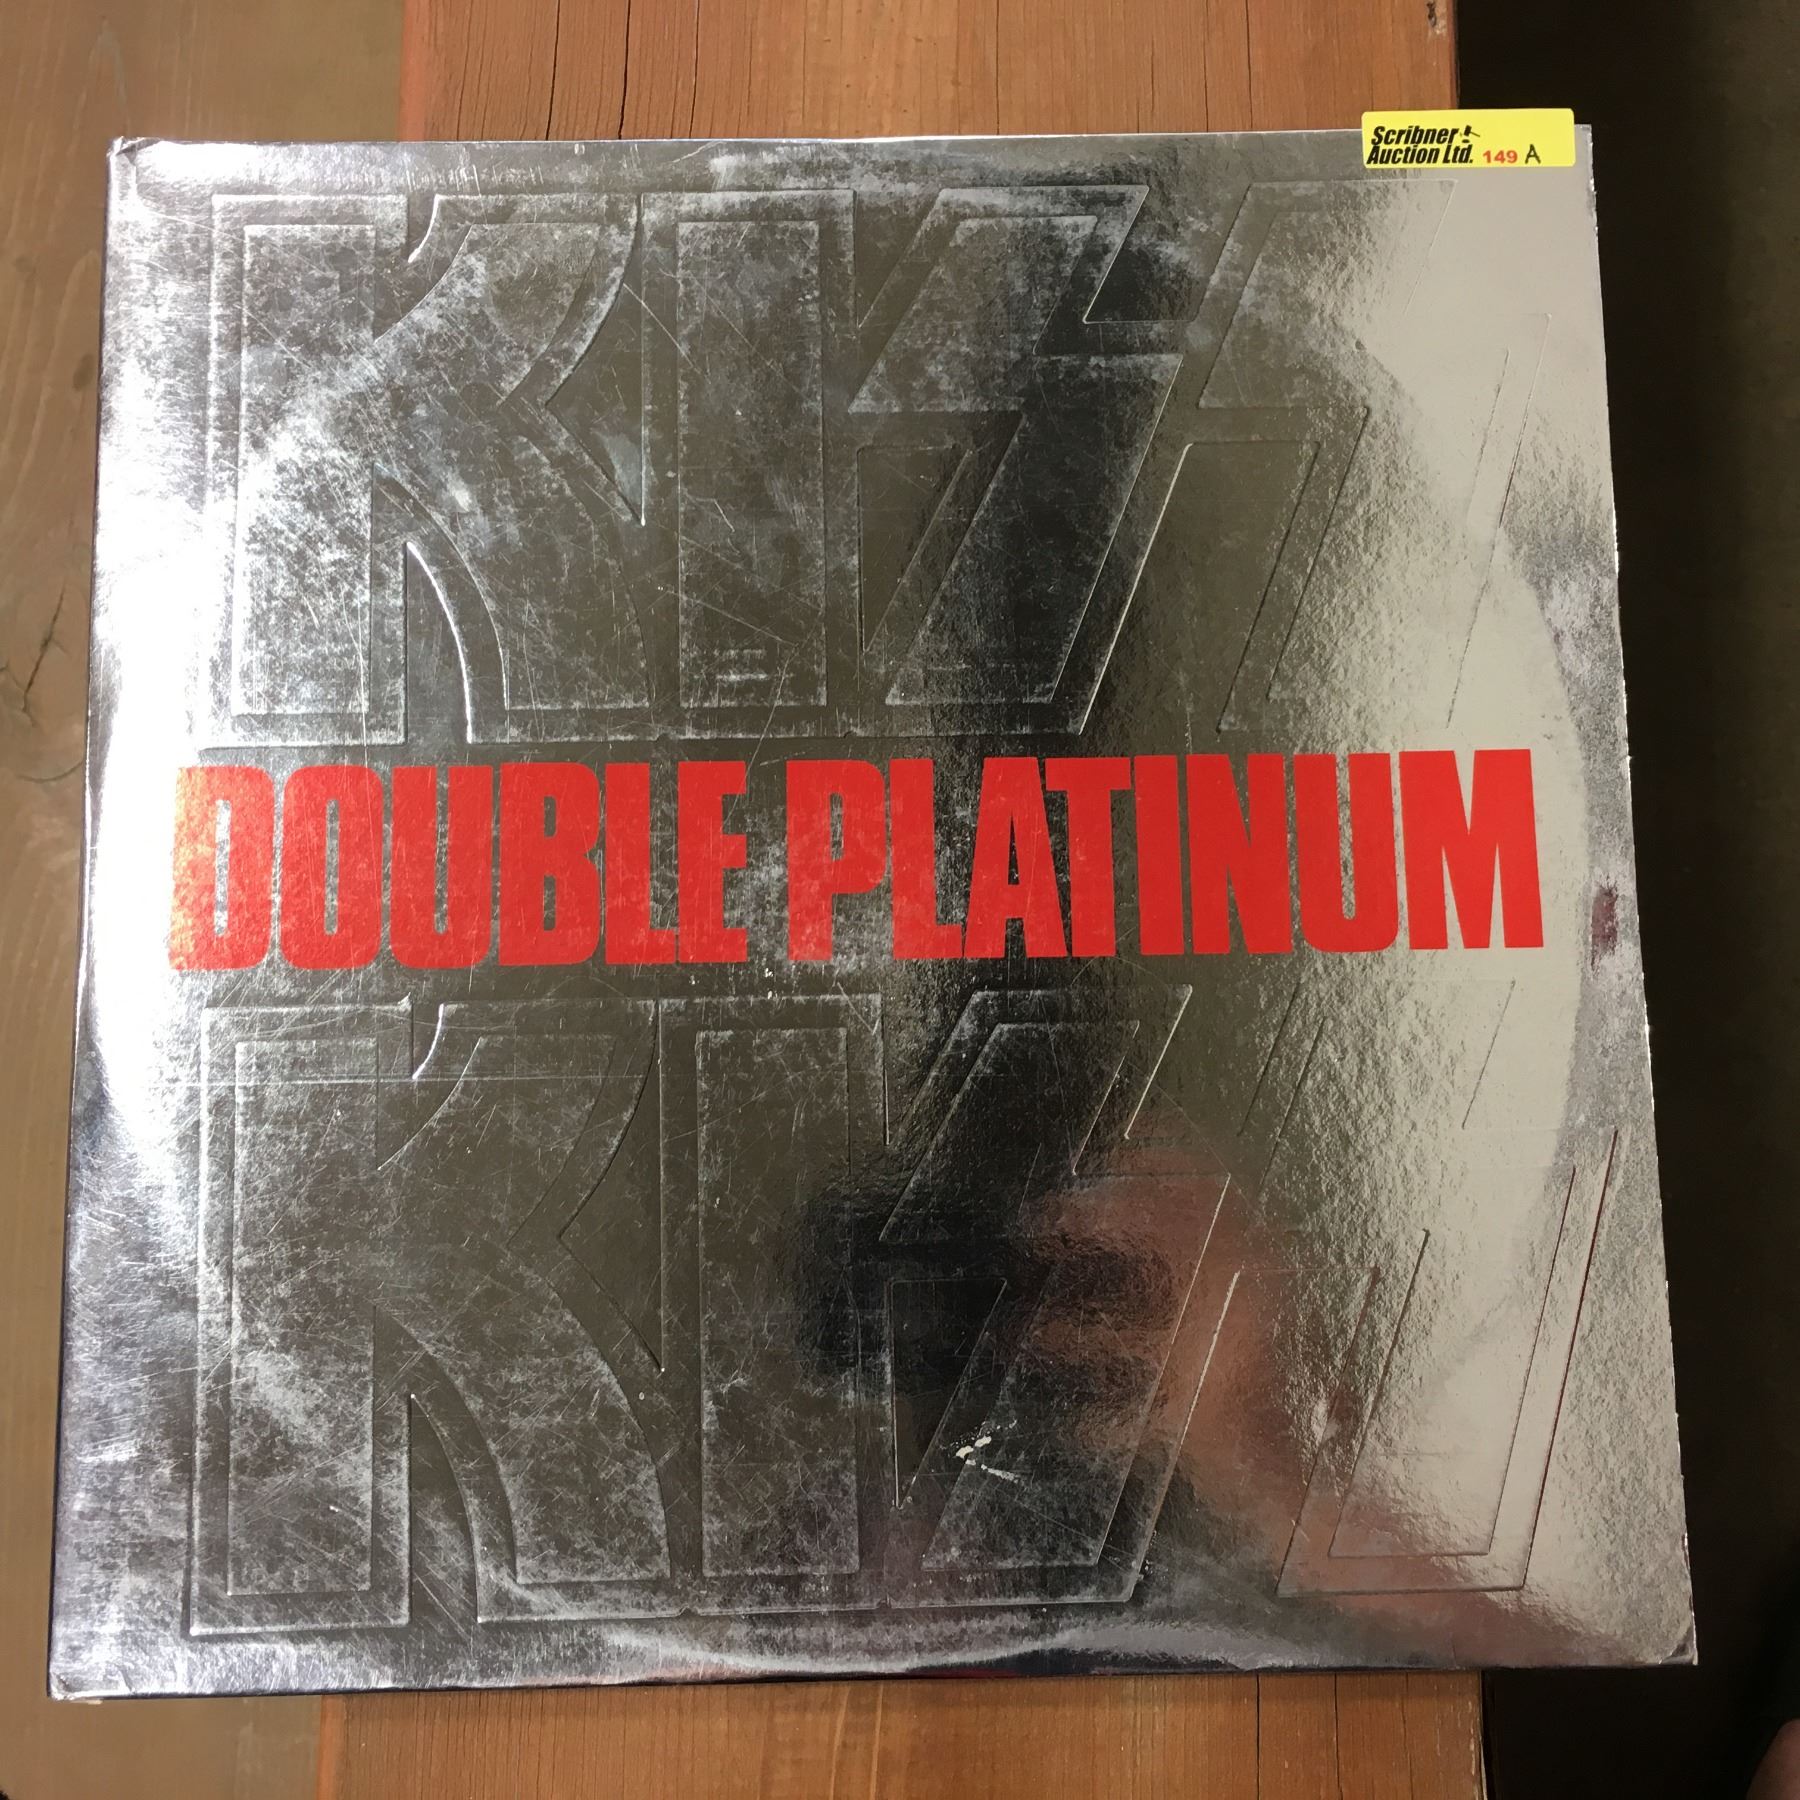 Scribner
Auction Ltd. 149 A
KISS
DOUBLE PLATINUM
KISS